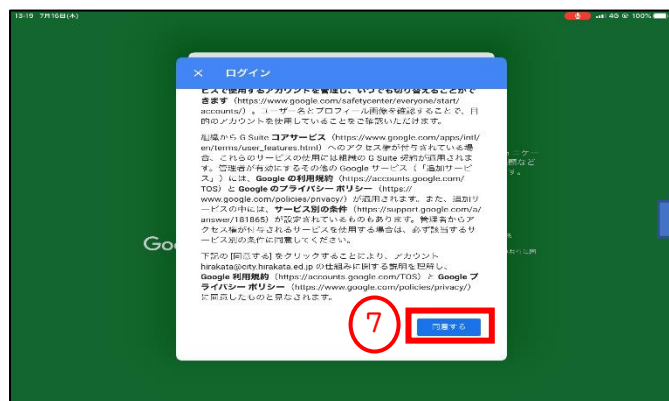 13:19 7月16日(木)
4G 100%
× ログイン
ビスで使用するアカウントを管理し、いつでも切り替えることがで
きます（https://www.google.com/safetycenter/everyone/start/
accounts/）。ユーザー名とプロフィール画像を確認することで、目
的のアカウントを使用していることをご確認いただけます。
組織から G Suite コアサービス（https://www.google.com/apps/intl/
en/terms/user_features.html）へのアクセス権が付与されている場
合、これらのサービスの使用には組織の G Suite 契約が適用されま
す。管理者が有効にするその他の Google サービス（「追加サービ
ス」）には、Google の利用規約（https://accounts.google.com/
TOS）と Google のプライバシー ポリシー（https://
www.google.com/policies/privacy/）が適用されます。また、追加サ
ービスの中には、サービス別の条件（https://support.google.com/a/
answer/181865）が設定されているものもあります。管理者からア
クセス権が付与されるサービスを使用する場合は、必ず該当するサ
ービス別の条件に同意してください。
下記の [同意する] をクリックすることにより、アカウント
hirakata@city.hirakata.ed.jp の仕組みに関する説明を理解し、
Google 利用規約（https://accounts.google.com/TOS）と Google プ
ライバシー ポリシー（https://www.google.com/policies/privacy/）
に同意したものと見なされます。
Go
7
同意する